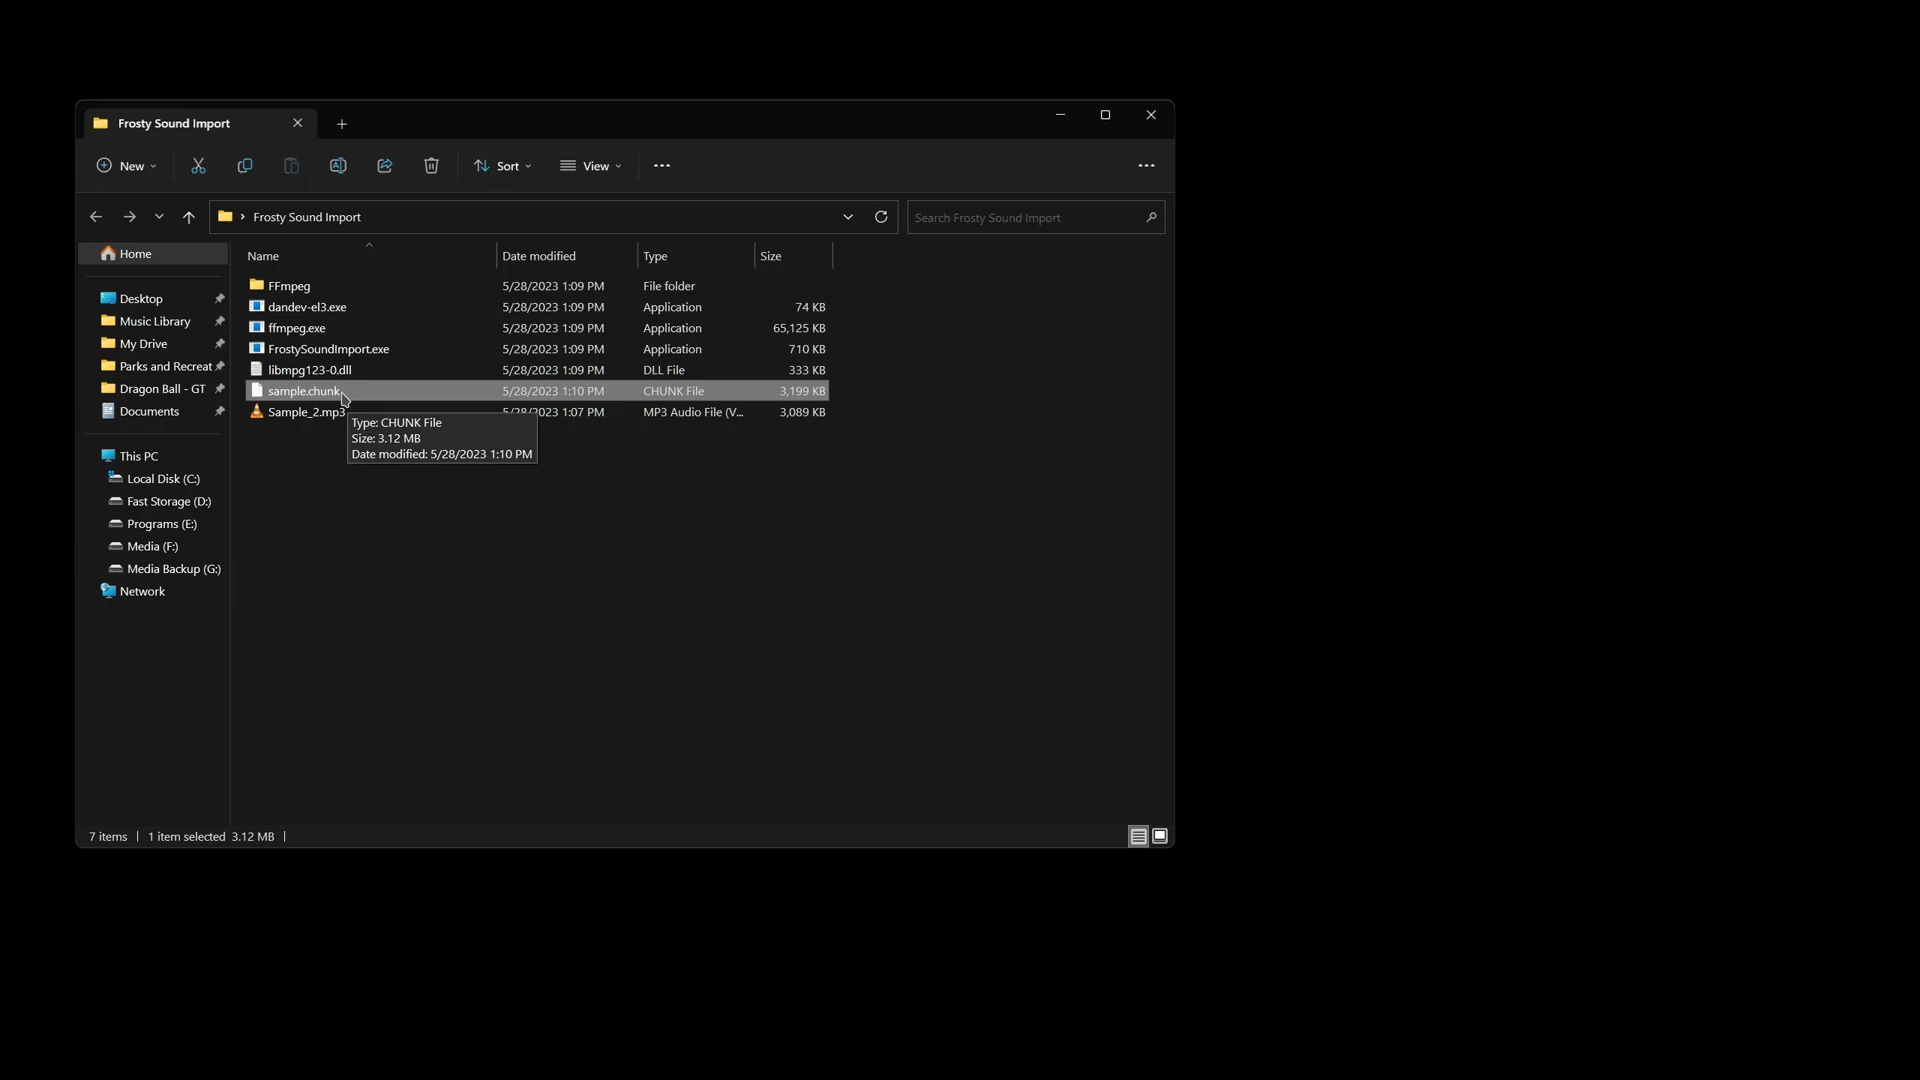 Frosty Sound Import
New
Sort
View
Frosty Sound Import
Search Frosty Sound Import
Home
Desktop
Music Library
My Drive
Parks and Recreat
Dragon Ball - GT
Documents
This PC
Local Disk (C:)
Fast Storage (D:)
Programs (E:)
Media (F:)
Media Backup (G:)
Network
Name Date modified Type Size
FFmpeg 5/28/2023 1:09 PM File folder
dandev-el3.exe 5/28/2023 1:09 PM Application 74 KB
ffmpeg.exe 5/28/2023 1:09 PM Application 65,125 KB
FrostySoundImport.exe 5/28/2023 1:09 PM Application 710 KB
libmpg123-0.dll 5/28/2023 1:09 PM DLL File 333 KB
sample.chunk 5/28/2023 1:10 PM CHUNK File 3,199 KB
Sample_2.mp3 5/28/2023 1:07 PM MP3 Audio File (V... 3,089 KB
Type: CHUNK File
Size: 3.12 MB
Date modified: 5/28/2023 1:10 PM
7 items 1 item selected 3.12 MB